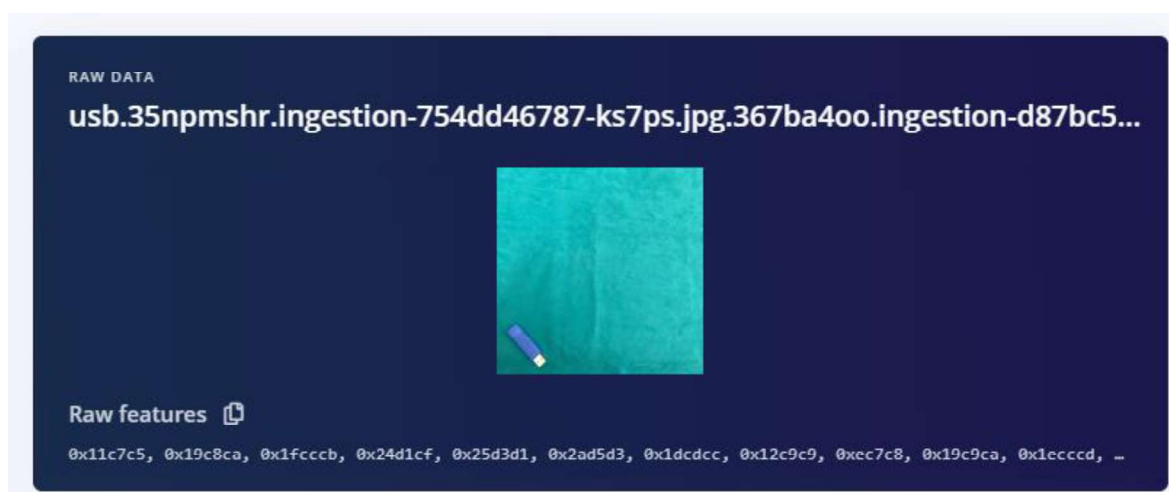 RAW DATA
usb.35npmshr.ingestion-754dd46787-ks7ps.jpg.367ba4oo.ingestion-d87bc5...
Raw features
0x11c7c5, 0x19c8ca, 0x1fcccb, 0x24d1cf, 0x25d3d1, 0x2ad5d3, 0x1dcdcc, 0x12c9c9, 0xec7c8, 0x19c9ca, 0x1ecccd, …